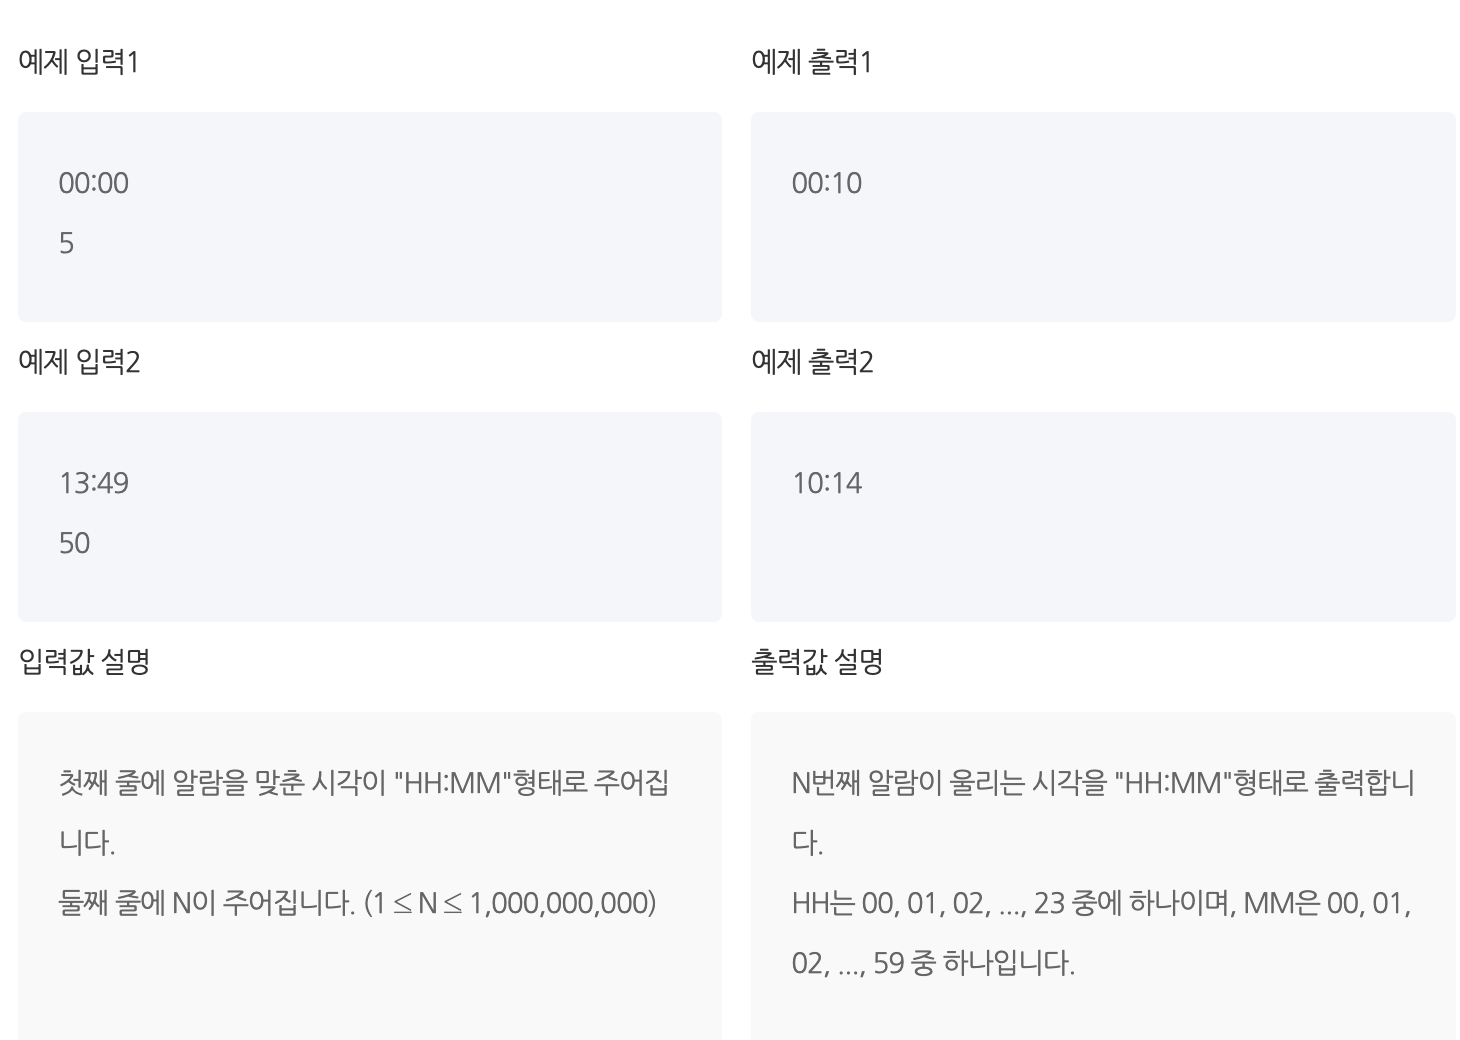 예제 입력1
00:00
5
예제 출력1
00:10
예제 입력2
13:49
50
예제 출력2
10:14
입력값 설명
첫째 줄에 알람을 맞춘 시각이 "HH:MM"형태로 주어집
니다.
둘째 줄에 N이 주어집니다. (1 ≤ N ≤ 1,000,000,000)
출력값 설명
N번째 알람이 울리는 시각을 "HH:MM"형태로 출력합니
다.
HH는 00, 01, 02, ..., 23 중에 하나이며, MM은 00, 01,
02, ..., 59 중 하나입니다.